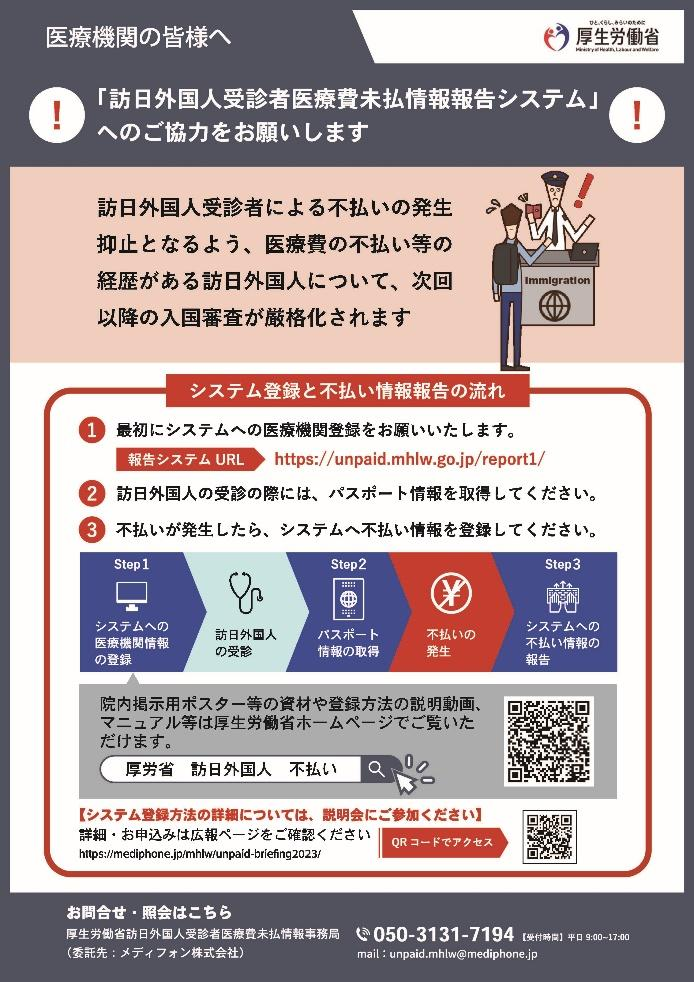 医療機関の皆様へ
ひと、くらし、みらいのために
厚生労働省
Ministry of Health, Labour and Welfare
「訪日外国人受診者医療費未払情報報告システム」
へのご協力をお願いします
訪日外国人受診者による不払いの発生
抑止となるよう、医療費の不払い等の
経歴がある訪日外国人について、次回
以降の入国審査が厳格化されます
Immigration
システム登録と不払い情報報告の流れ
1 最初にシステムへの医療機関登録をお願いいたします。
報告システム URL https://unpaid.mhlw.go.jp/report1/
2 訪日外国人の受診の際には、パスポート情報を取得してください。
3 不払いが発生したら、システムへ不払い情報を登録してください。
Step1
システムへの
医療機関情報
の登録
訪日外国人
の受診
Step2
パスポート
情報の取得
不払いの
発生
Step3
システムへの
不払い情報の
報告
院内掲示用ポスター等の資材や登録方法の説明動画、
マニュアル等は厚生労働省ホームページでご覧いた
だけます。
厚労省 訪日外国人 不払い
【システム登録方法の詳細については、説明会にご参加ください】
詳細・お申込みは広報ページをご確認ください
https://mediphone.jp/mhlw/unpaid-briefing2023/
QRコードでアクセス
お問合せ・照会はこちら
厚生労働省訪日外国人受診者医療費未払情報事務局
（委託先：メディフォン株式会社）
050-3131-7194 【受付時間】平日 9:00~17:00
mail：unpaid.mhlw@mediphone.jp